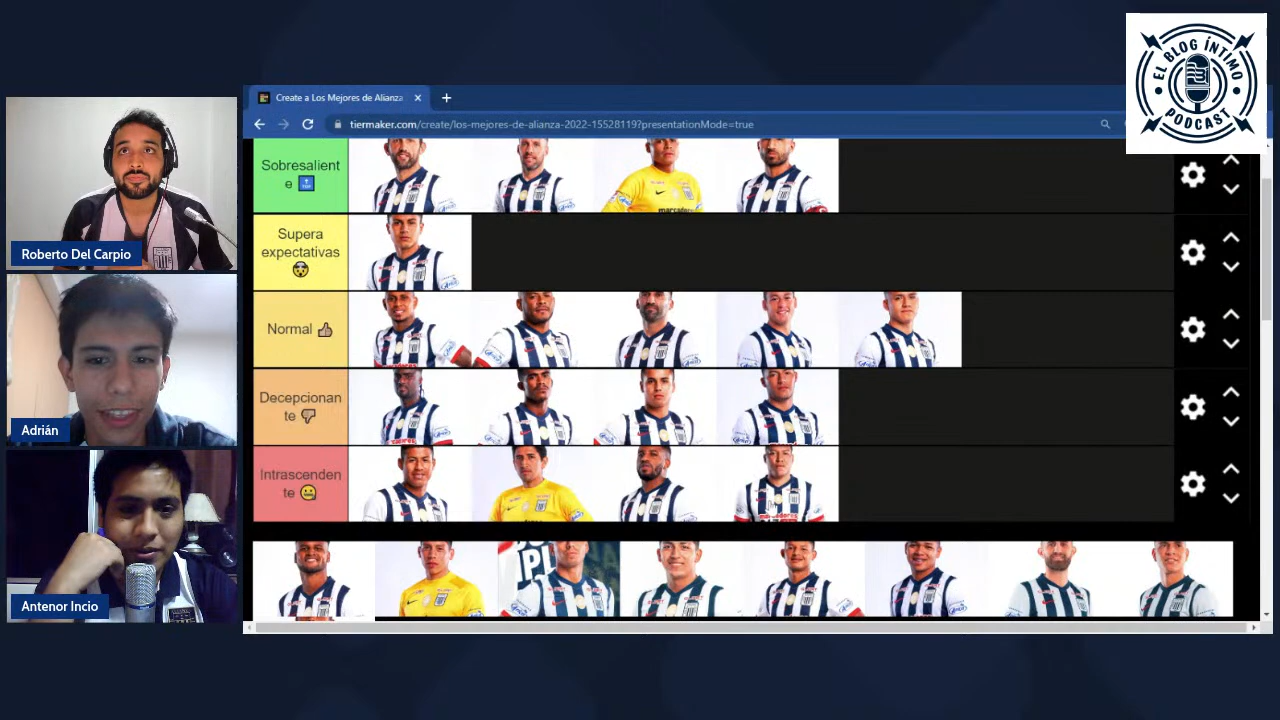 EL BLOG ÍNTIMO
PODCAST
Create a Los Mejores de Alianza
tiermaker.com/create/los-mejores-de-alianza-2022-15528119?presentationMode=true
Roberto Del Carpio
Adrián
Antenor Incio
Sobresalient
e
Supera
expectativas
Normal
Decepcionan
te
Intrascenden
te